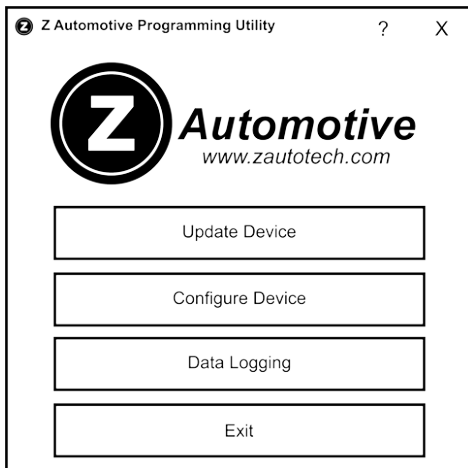 Z Z Automotive Programming Utility ? X
Z Automotive
www.zautotech.com
Update Device
Configure Device
Data Logging
Exit